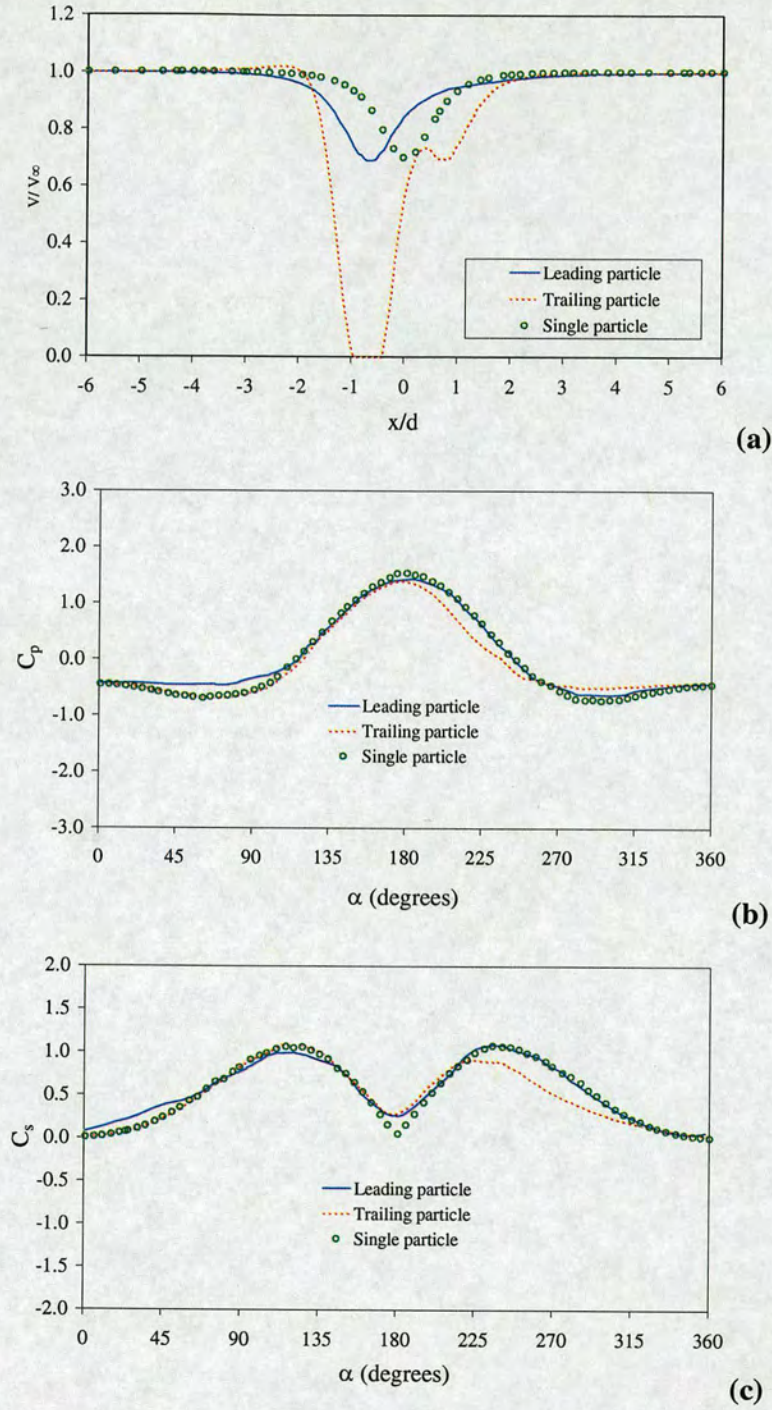 1.2
1.0
0.8
0.6
0.4
0.2
0.0
v/v∞
Leading particle
Trailing particle
Single particle
-6 -5 -4 -3 -2 -1 0 1 2 3 4 5 6
x/d
(a)
3.0
2.0
1.0
0.0
-1.0
-2.0
-3.0
Cp
Leading particle
Trailing particle
Single particle
0 45 90 135 180 225 270 315 360
α (degrees)
(b)
2.0
1.5
1.0
0.5
0.0
-0.5
-1.0
-1.5
-2.0
Cs
Leading particle
Trailing particle
Single particle
0 45 90 135 180 225 270 315 360
α (degrees)
(c)